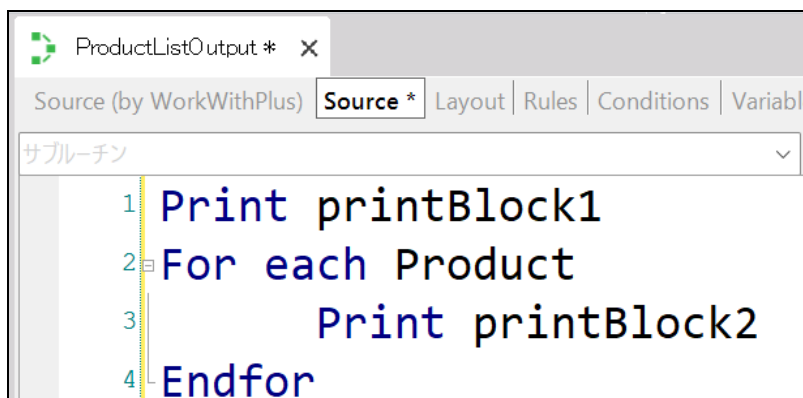 ProductListOutput *
Source (by WorkWithPlus) Source * Layout Rules Conditions Variabl
サブルーチン
1 Print printBlock1
2 For each Product
3 Print printBlock2
4 Endfor